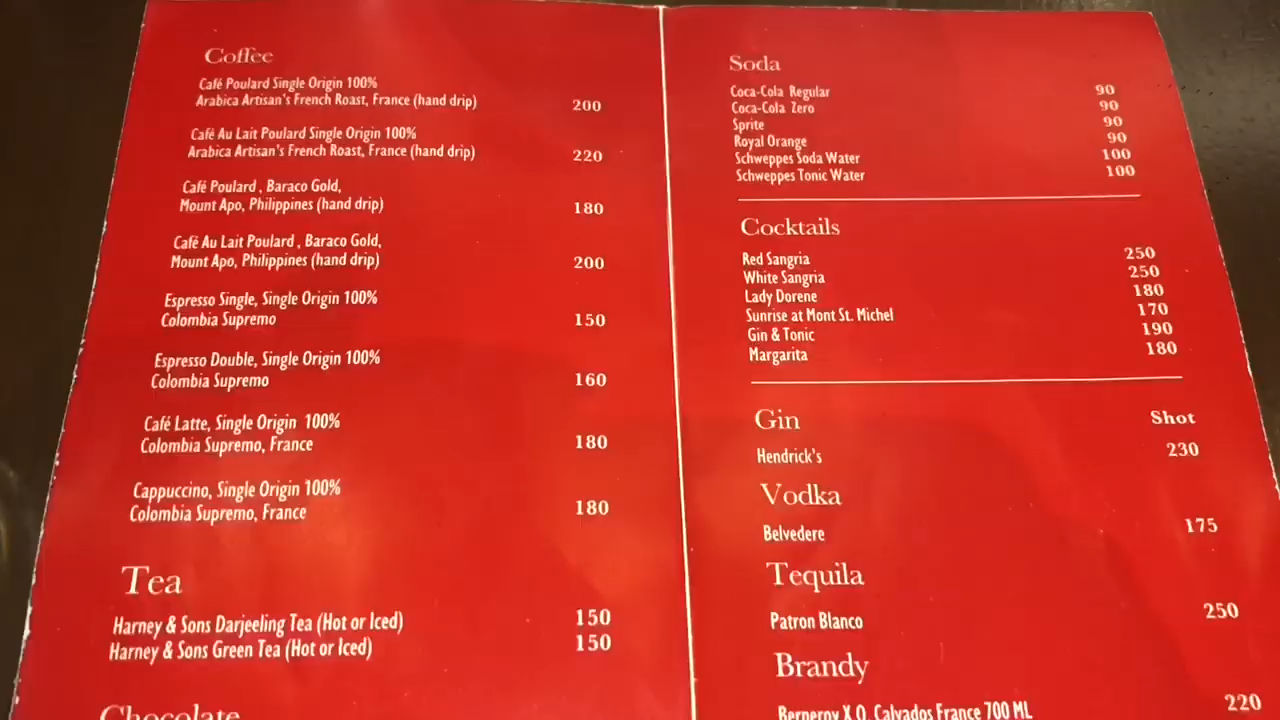 Coffee
Café Poulard Single Origin 100%
Arabica Artisan's French Roast, France (hand drip) 200
Café Au Lait Poulard Single Origin 100%
Arabica Artisan's French Roast, France (hand drip) 220
Café Poulard , Baraco Gold,
Mount Apo, Philippines (hand drip) 180
Café Au Lait Poulard , Baraco Gold,
Mount Apo, Philippines (hand drip) 200
Espresso Single, Single Origin 100%
Colombia Supremo 150
Espresso Double, Single Origin 100%
Colombia Supremo 160
Café Latte, Single Origin 100%
Colombia Supremo, France 180
Cappuccino, Single Origin 100%
Colombia Supremo, France 180
Tea
Harney & Sons Darjeeling Tea (Hot or Iced) 150
Harney & Sons Green Tea (Hot or Iced) 150
Chocolate
Soda
Coca-Cola Regular 90
Coca-Cola Zero 90
Sprite 90
Royal Orange 90
Schweppes Soda Water 100
Schweppes Tonic Water 100
Cocktails
Red Sangria 250
White Sangria 250
Lady Dorene 180
Sunrise at Mont St. Michel 170
Gin & Tonic 190
Margarita 180
Gin Shot
Hendrick's 230
Vodka
Belvedere 175
Tequila
Patron Blanco 250
Brandy
X.O. Calvados France 700 ML 220